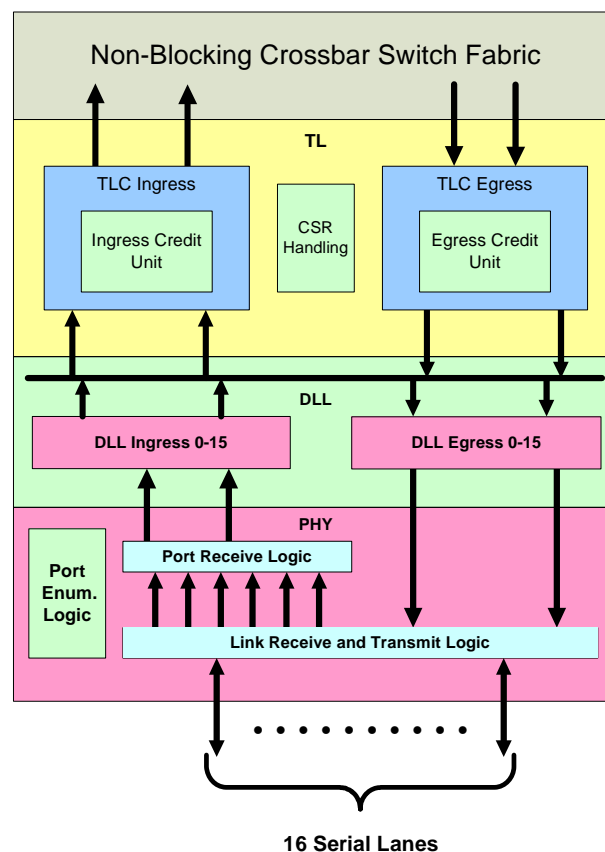 Non-Blocking Crossbar Switch Fabric
TL
TLC Ingress
Ingress Credit
Unit
CSR
Handling
TLC Egress
Egress Credit
Unit
DLL
DLL Ingress 0-15
DLL Egress 0-15
PHY
Port
Enum.
Logic
Port Receive Logic
Link Receive and Transmit Logic
16 Serial Lanes